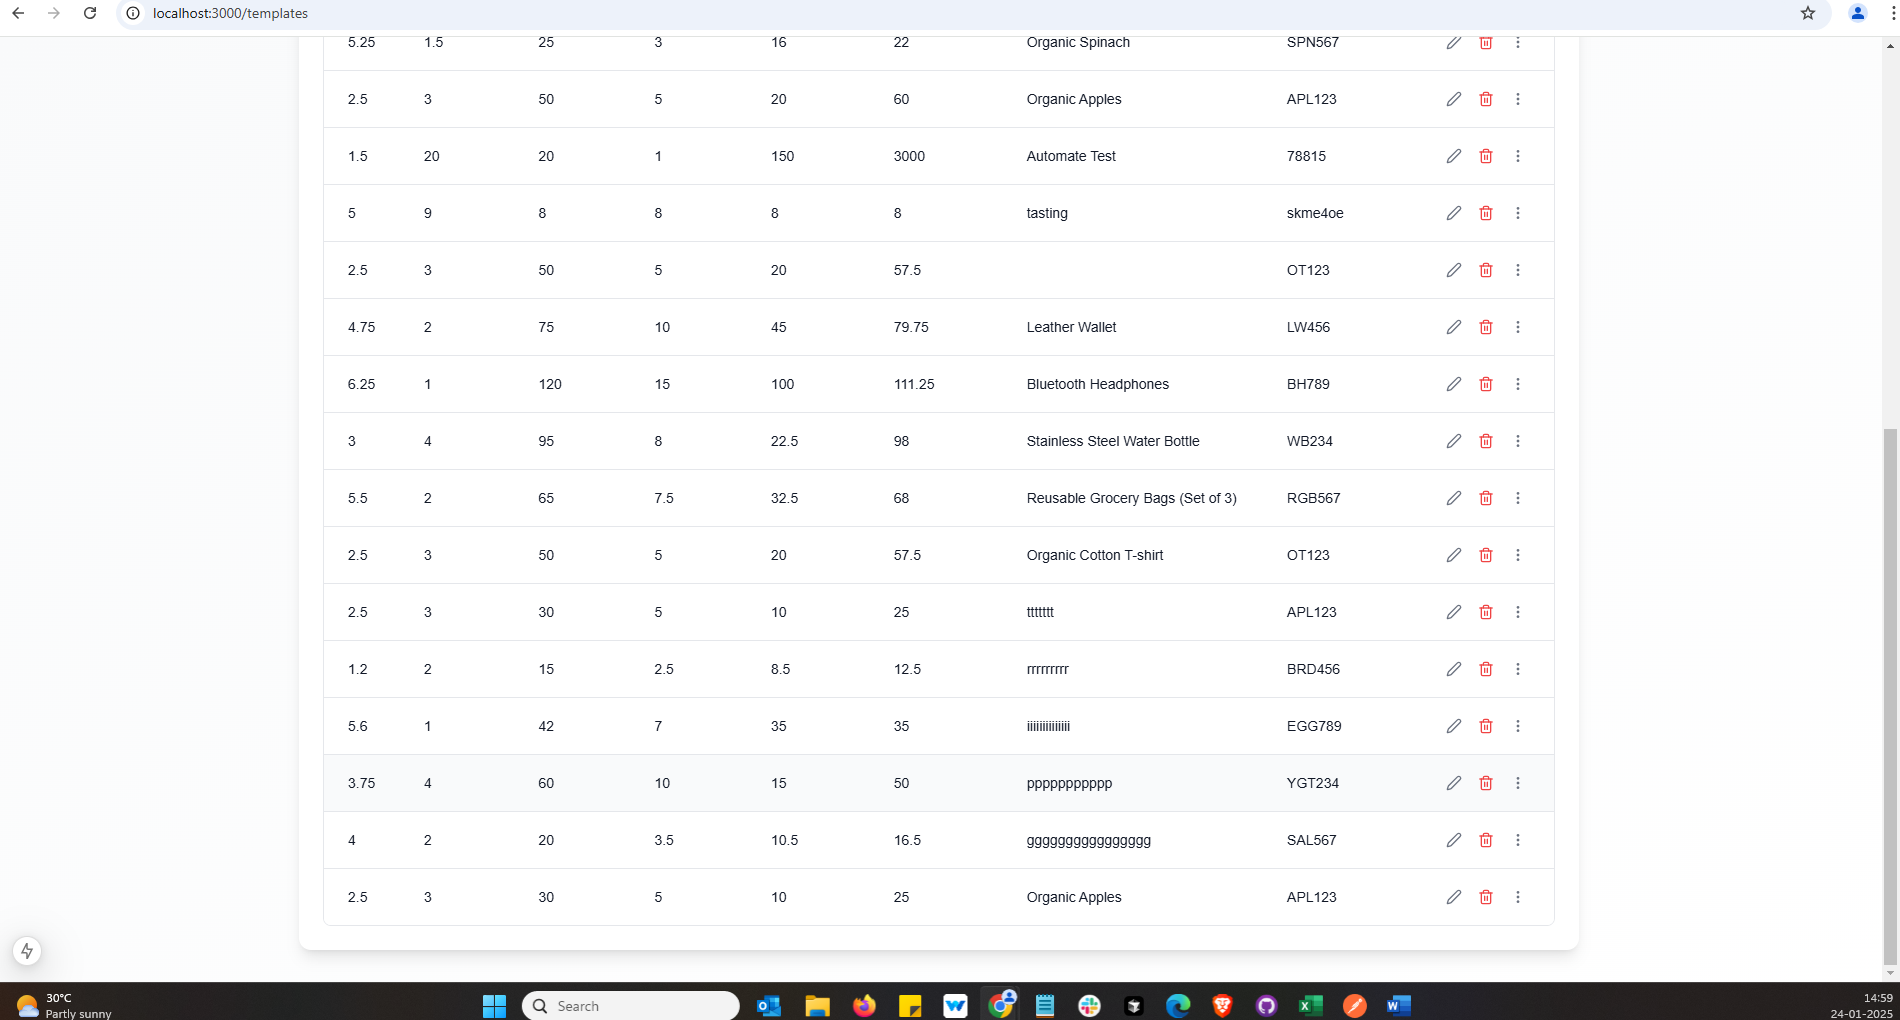 localhost:3000/templates
5.25 1.5 25 3 16 22 Organic Spinach SPN567
2.5 3 50 5 20 60 Organic Apples APL123
1.5 20 20 1 150 3000 Automate Test 78815
5 9 8 8 8 8 tasting skme4oe
2.5 3 50 5 20 57.5 OT123
4.75 2 75 10 45 79.75 Leather Wallet LW456
6.25 1 120 15 100 111.25 Bluetooth Headphones BH789
3 4 95 8 22.5 98 Stainless Steel Water Bottle WB234
5.5 2 65 7.5 32.5 68 Reusable Grocery Bags (Set of 3) RGB567
2.5 3 50 5 20 57.5 Organic Cotton T-shirt OT123
2.5 3 30 5 10 25 ttttttt APL123
1.2 2 15 2.5 8.5 12.5 rrrrrrrrr BRD456
5.6 1 42 7 35 35 iiiiiiiiiiiiii EGG789
3.75 4 60 10 15 50 ppppppppppp YGT234
4 2 20 3.5 10.5 16.5 gggggggggggggggg SAL567
2.5 3 30 5 10 25 Organic Apples APL123
30°C
Partly sunny
Search
14:59
24-01-2025